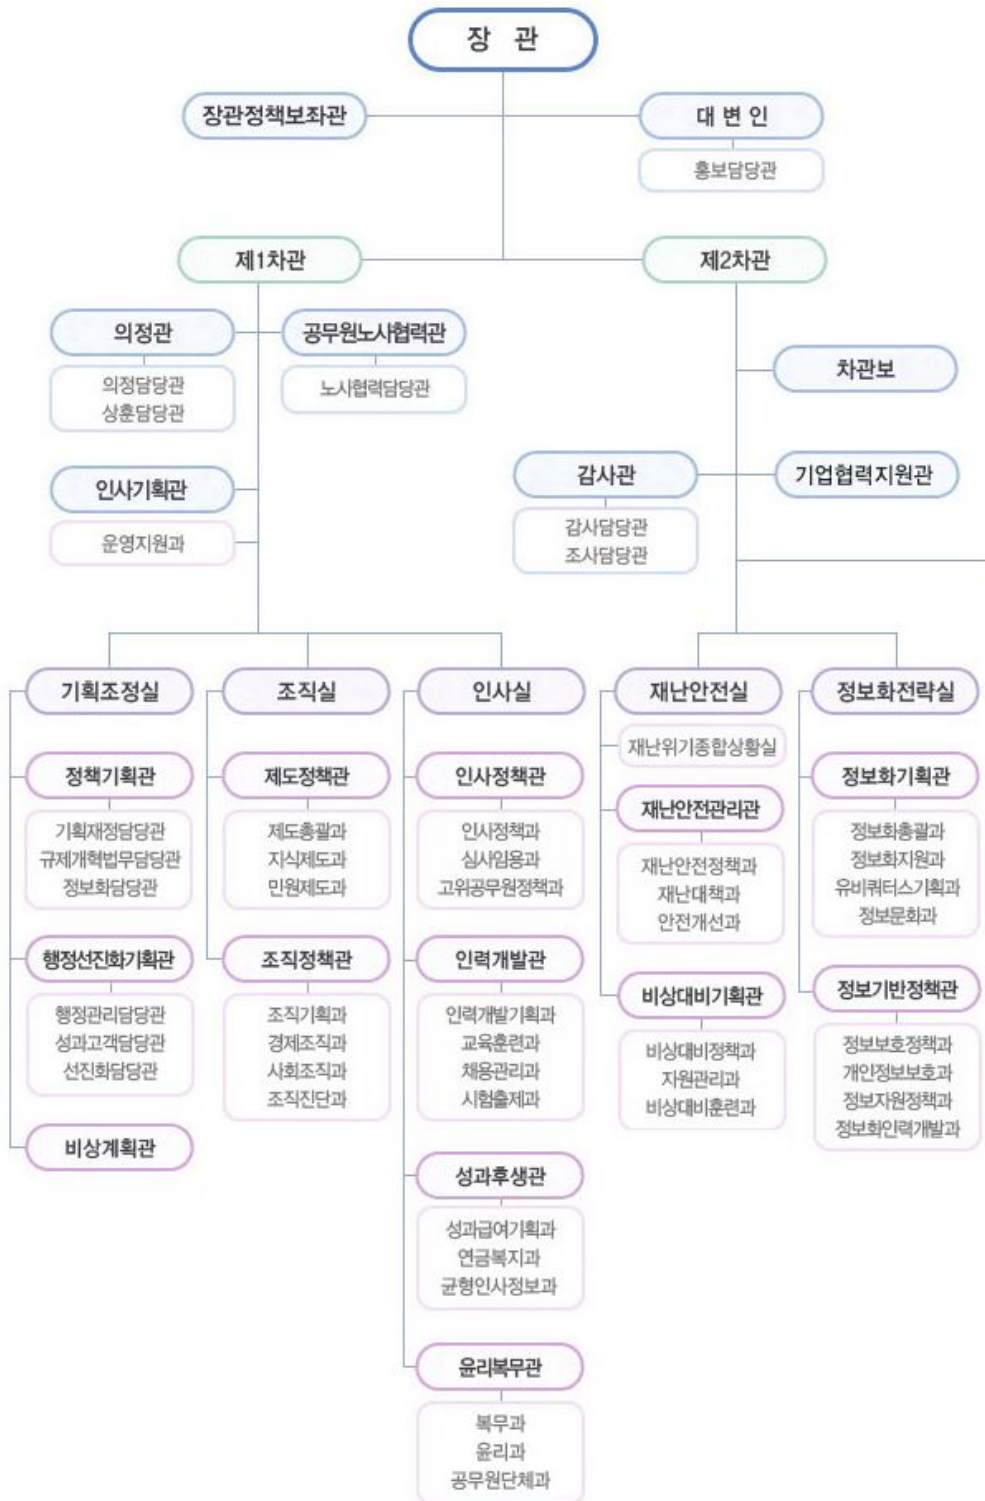 장 관
장관정책보좌관
대 변 인
홍보담당관
제1차관
제2차관
의정관
의정담당관
상훈담당관
공무원노사협력관
노사협력담당관
차관보
인사기획관
운영지원과
감사관
감사담당관
조사담당관
기업협력지원관
기획조정실
정책기획관
기획재정담당관
규제개혁법무담당관
정보화담당관
행정선진화기획관
행정관리담당관
성과고객담당관
선진화담당관
비상계획관
조직실
제도정책관
제도총괄과
지식제도과
민원제도과
조직정책관
조직기획과
경제조직과
사회조직과
조직진단과
인사실
인사정책관
인사정책과
심사임용과
고위공무원정책과
인력개발관
인력개발기획과
교육훈련과
채용관리과
시험출제과
성과후생관
성과급여기획과
연금복지과
균형인사정보과
윤리복무관
복무과
윤리과
공무원단체과
재난안전실
재난위기종합상황실
재난안전관리관
재난안전정책과
재난대책과
안전개선과
비상대비기획관
비상대비정책과
자원관리과
비상대비훈련과
정보화전략실
정보화기획관
정보화총괄과
정보화지원과
유비쿼터스기획과
정보문화과
정보기반정책관
정보보호정책과
개인정보보호과
정보자원정책과
정보화인력개발과